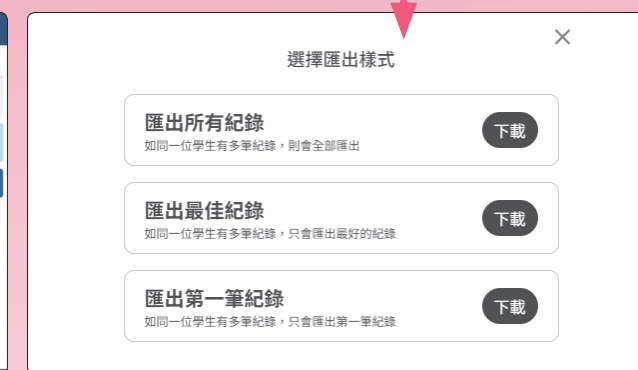 選擇匯出樣式
匯出所有紀錄
如同一位學生有多筆紀錄，則會全部匯出
下載
匯出最佳紀錄
如同一位學生有多筆紀錄，只會匯出最好的紀錄
下載
匯出第一筆紀錄
如同一位學生有多筆紀錄，只會匯出第一筆紀錄
下載